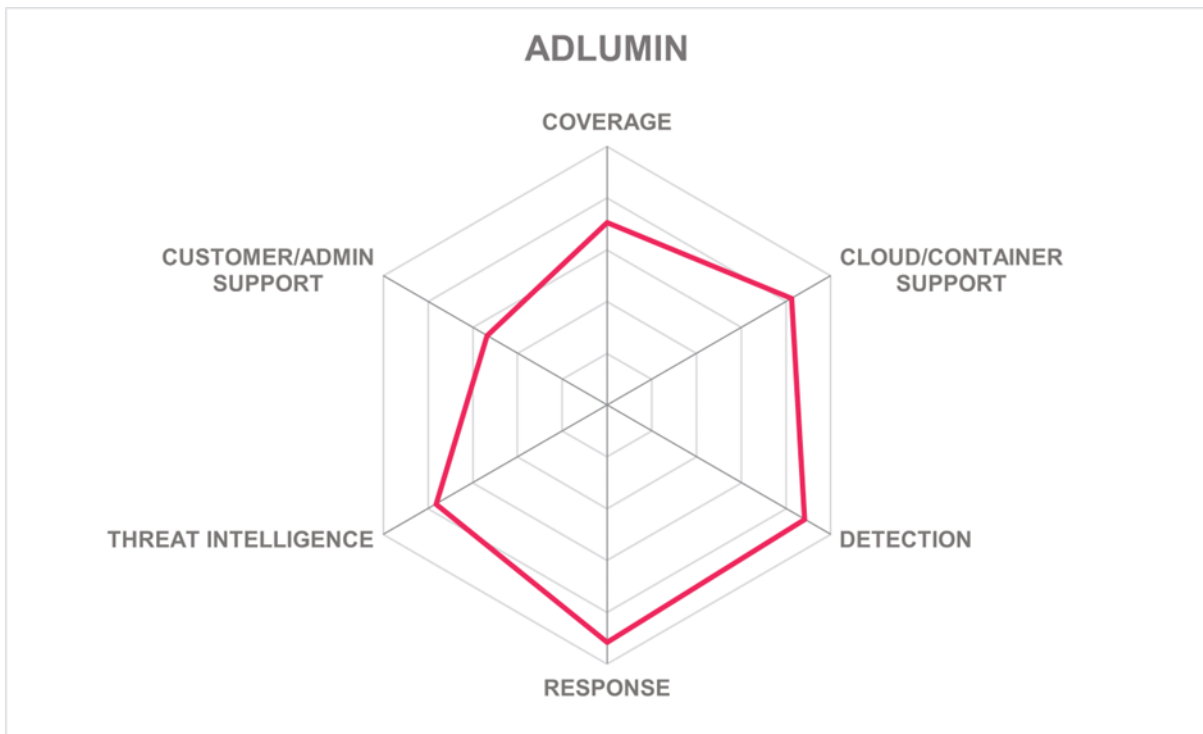 ADLUMIN
COVERAGE
CUSTOMER/ADMIN
SUPPORT
CLOUD/CONTAINER
SUPPORT
THREAT INTELLIGENCE
DETECTION
RESPONSE